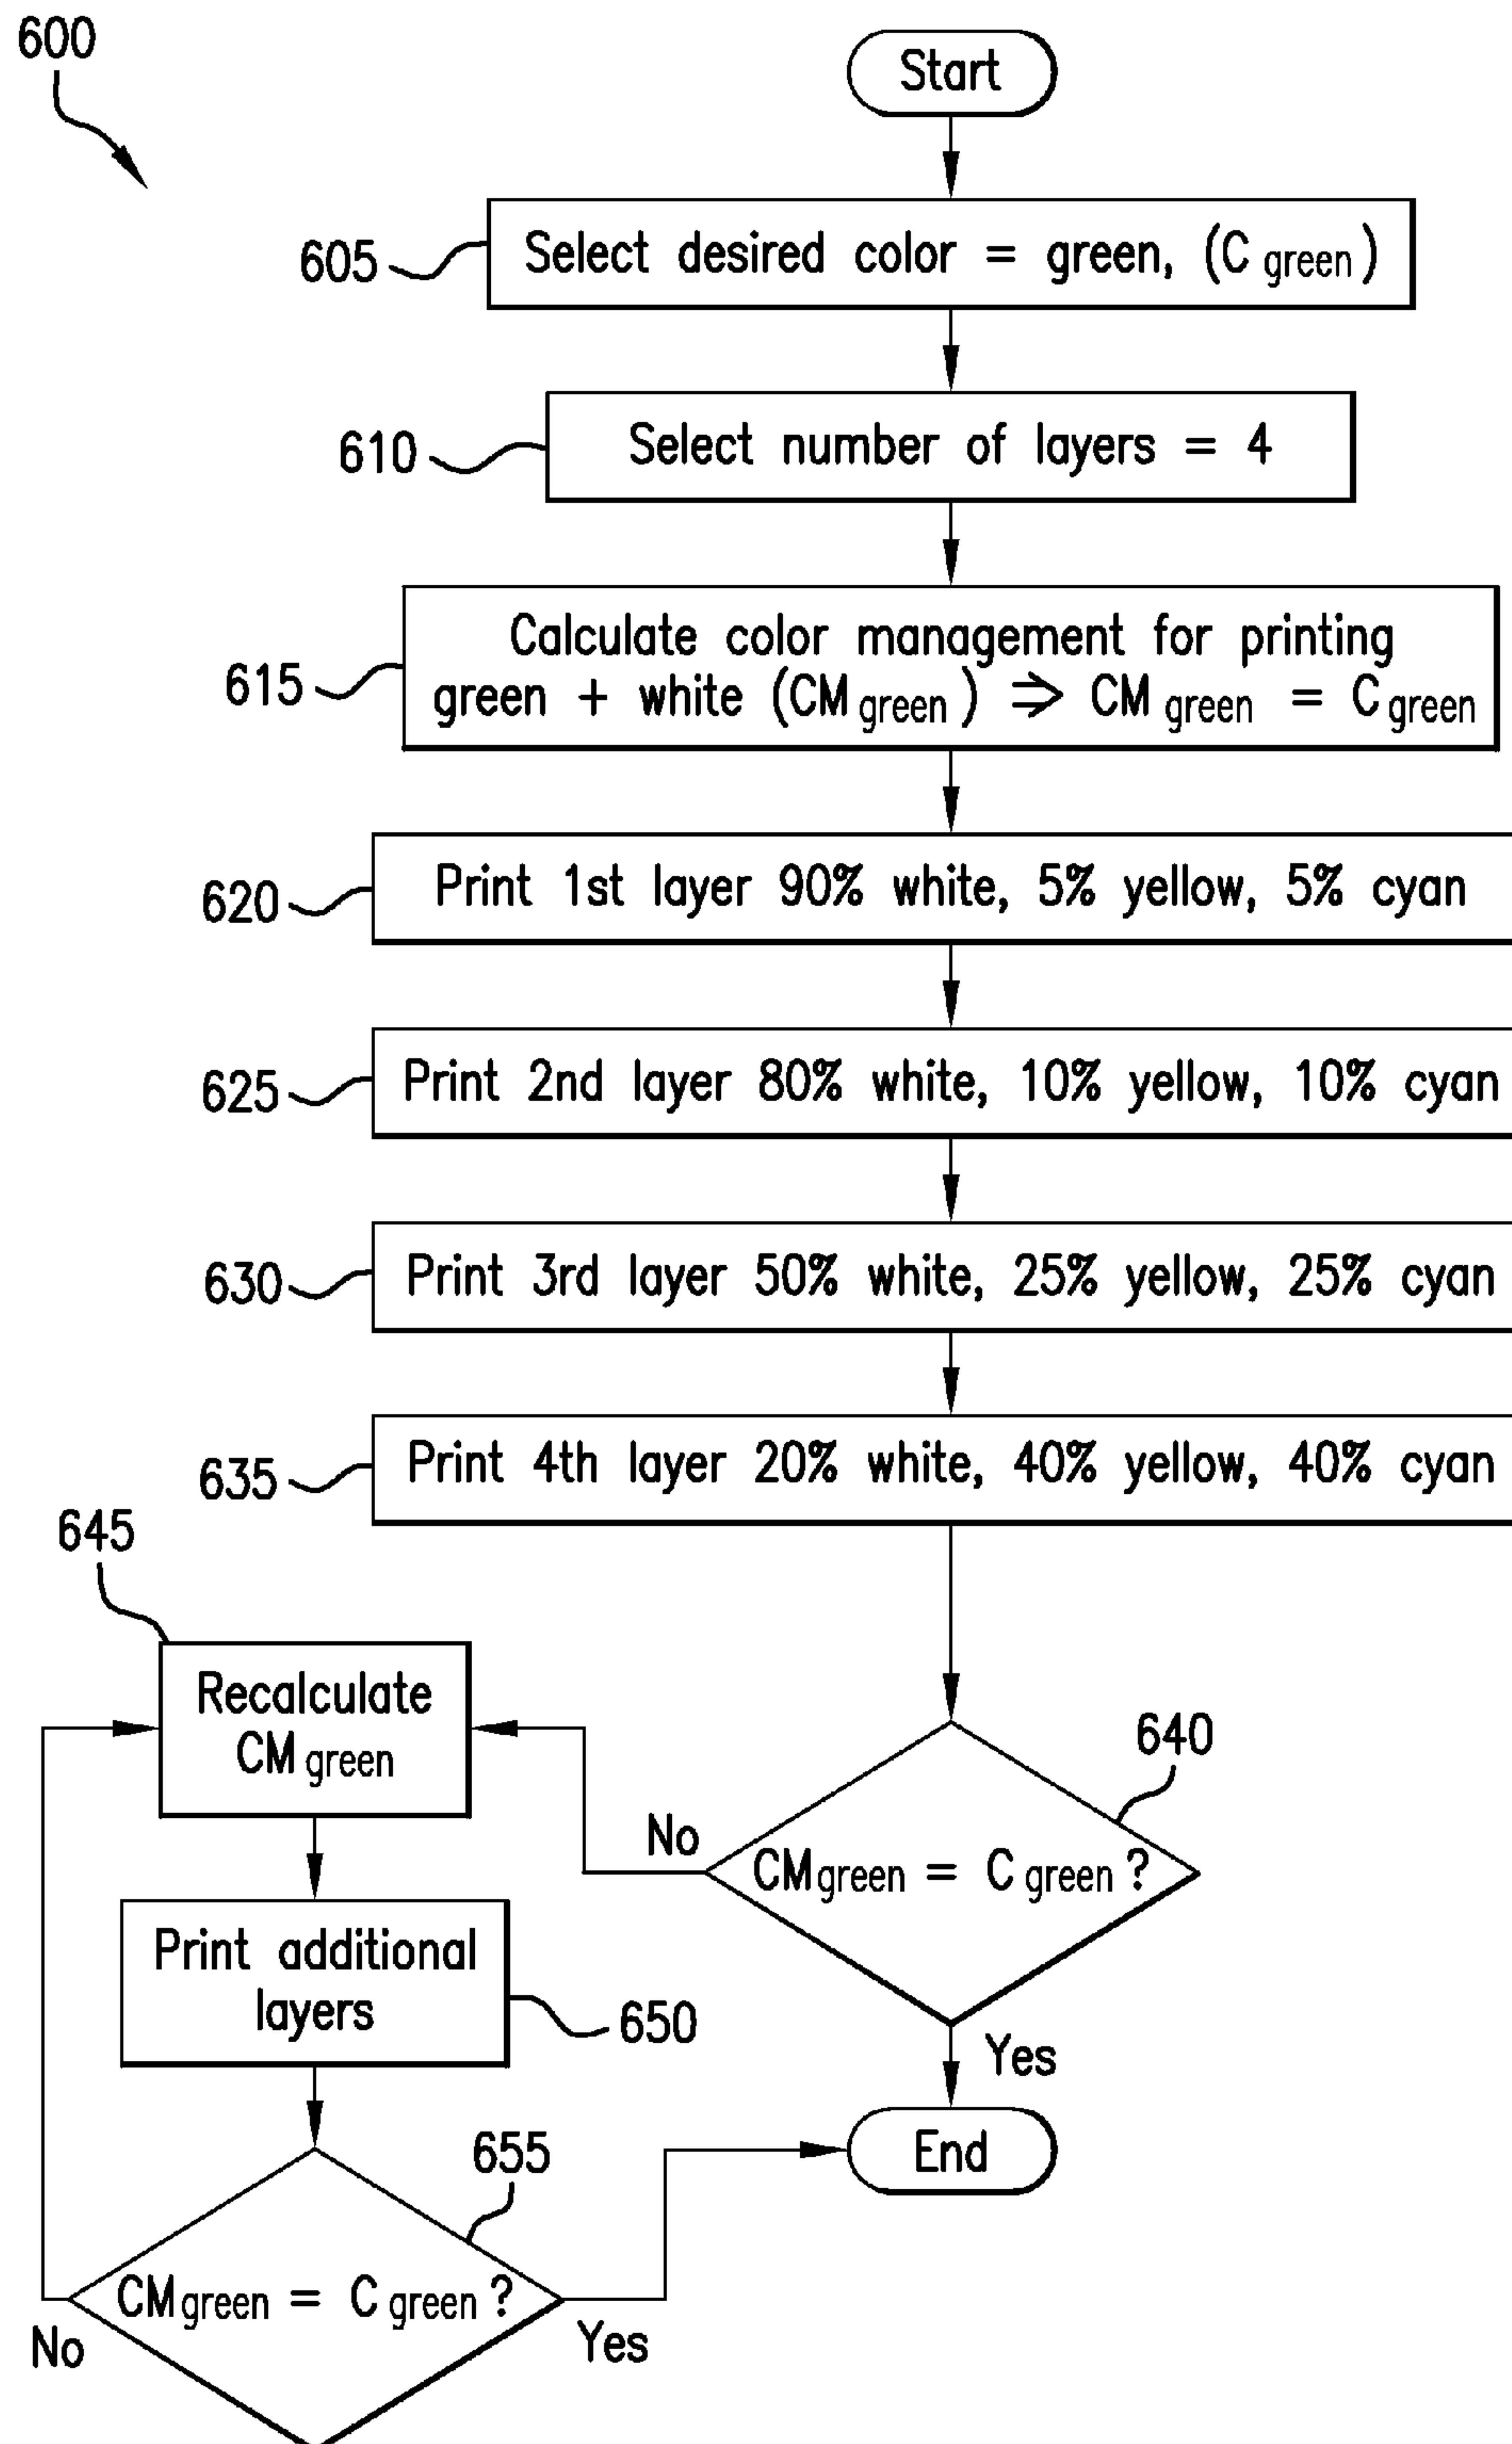 600
Start
605
Select desired color = green, (C green)
610
Select number of layers = 4
615
Calculate color management for printing
green + white (CM green) ⇒ CM green = C green
620
Print 1st layer 90% white, 5% yellow, 5% cyan
625
Print 2nd layer 80% white, 10% yellow, 10% cyan
630
Print 3rd layer 50% white, 25% yellow, 25% cyan
635
Print 4th layer 20% white, 40% yellow, 40% cyan
645
Recalculate
CM green
640
No
CM green = C green ?
Print additional
layers
650
Yes
End
655
CM green = C green ?
No
Yes